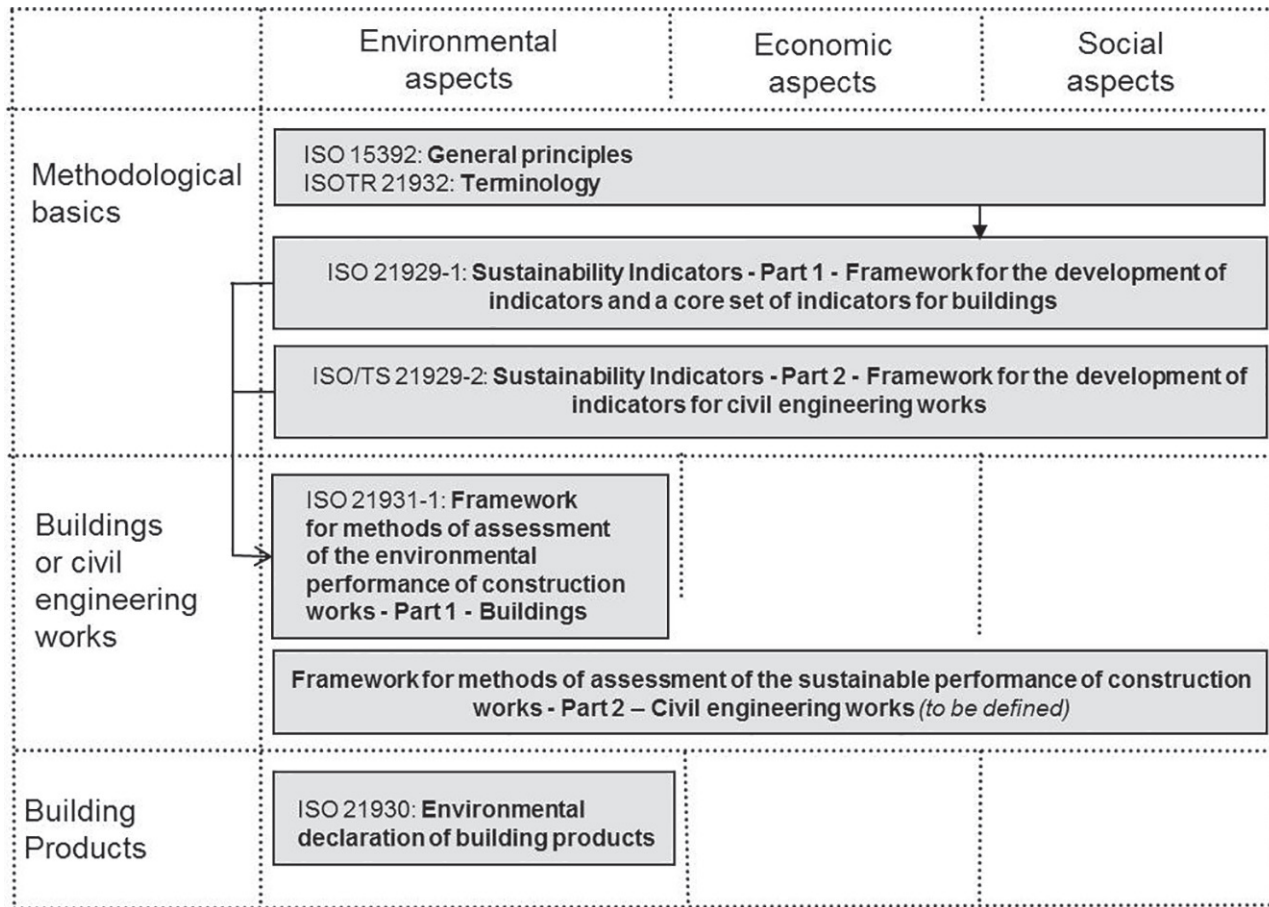 Environmental
aspects
Economic
aspects
Social
aspects
Methodological
basics
ISO 15392: General principles
ISOTR 21932: Terminology
ISO 21929-1: Sustainability Indicators - Part 1 - Framework for the development of
indicators and a core set of indicators for buildings
ISO/TS 21929-2: Sustainability Indicators - Part 2 - Framework for the development of
indicators for civil engineering works
Buildings
or civil
engineering
works
ISO 21931-1: Framework
for methods of assessment
of the environmental
performance of construction
works - Part 1 - Buildings
Framework for methods of assessment of the sustainable performance of construction
works - Part 2 – Civil engineering works (to be defined)
Building
Products
ISO 21930: Environmental
declaration of building products